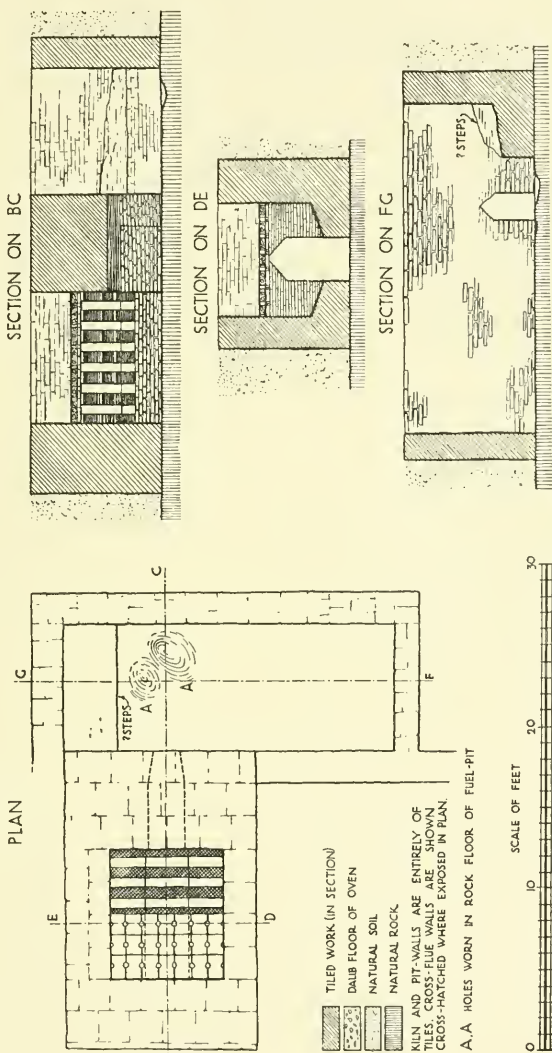 PLAN
G
E
?STEPS
A
A
C
D
F
TILED WORK (IN SECTION)
DAUB FLOOR OF OVEN
NATURAL SOIL
NATURAL ROCK
KILN AND PIT-WALLS ARE ENTIRELY OF
TILES. CROSS-FLUE WALLS ARE SHOWN
CROSS-HATCHED WHERE EXPOSED IN PLAN.
A.A HOLES WORN IN ROCK FLOOR OF FUEL-PIT
SCALE OF FEET
0 10 20 30
SECTION ON BC
SECTION ON DE
SECTION ON FG
?STEPS